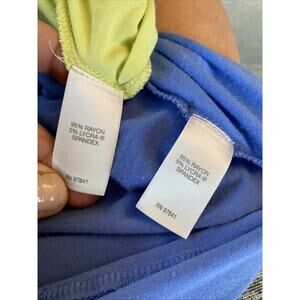 95% RAYON
5% LYCRA ®
SPANDEX
RN 97841
95% RAYON
5% LYCRA ®
SPANDEX
RN 97841